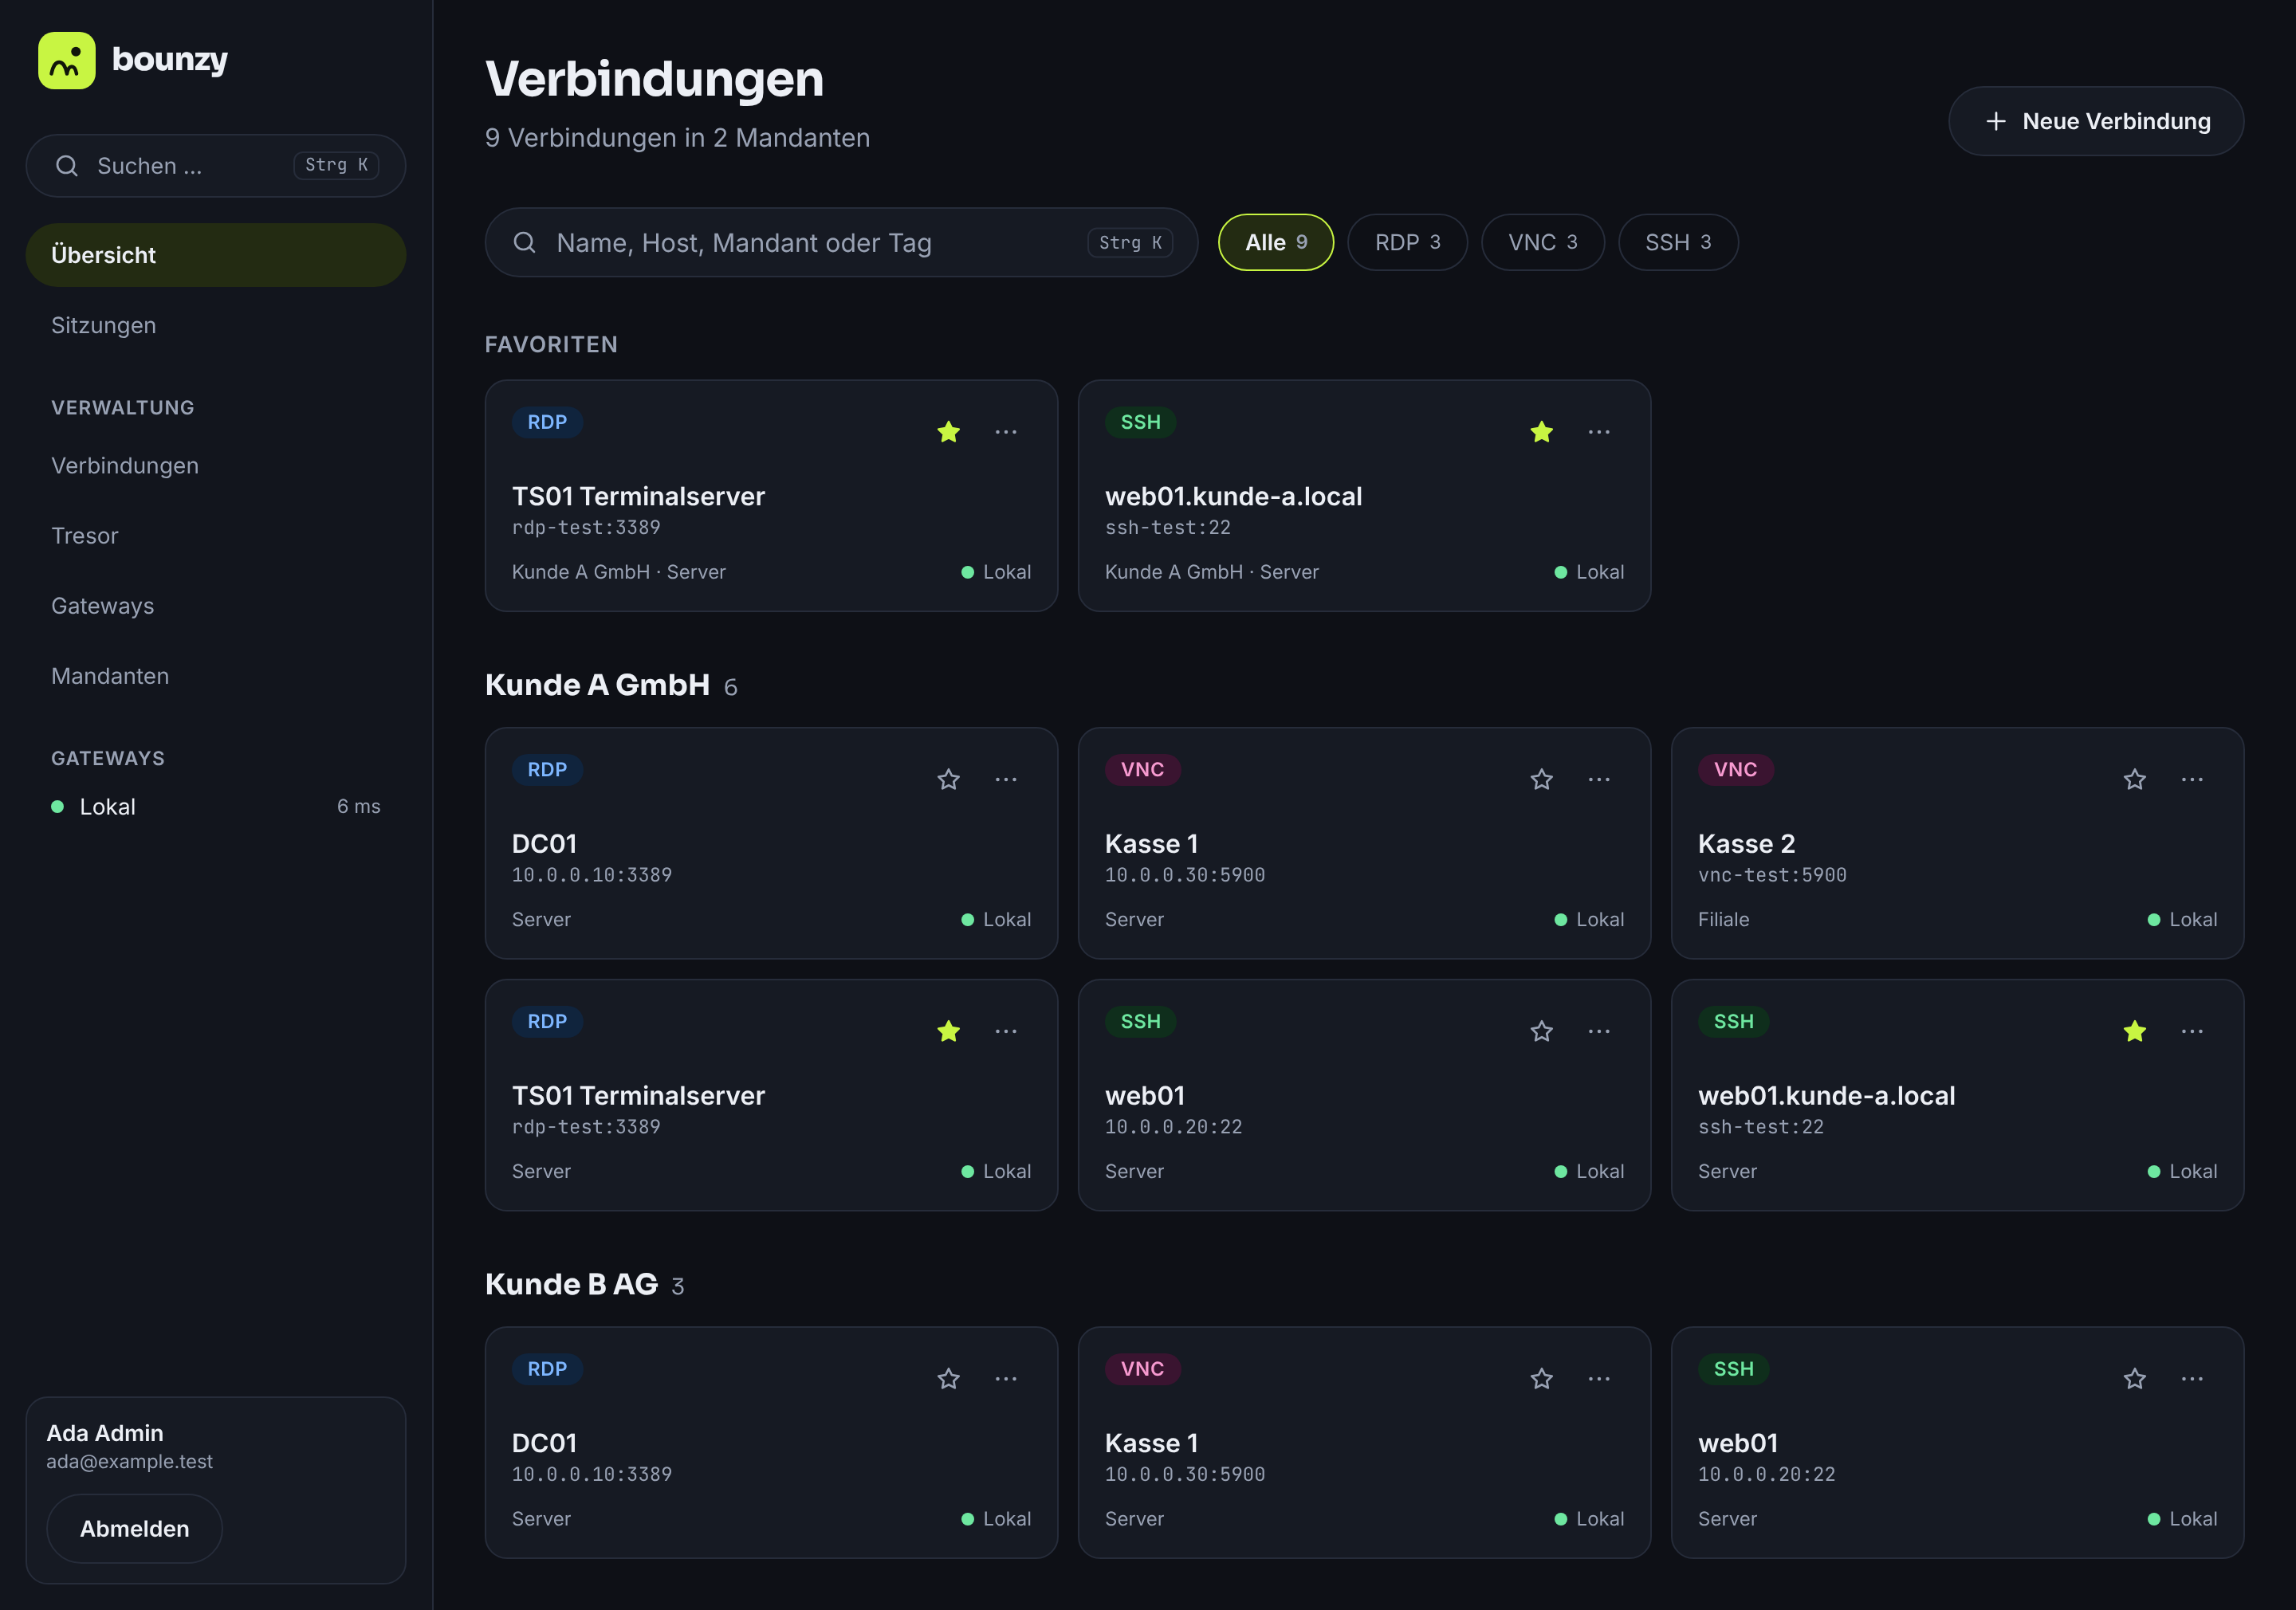 bounzy
Suchen ...
Strg K
Übersicht
Sitzungen
VERWALTUNG
Verbindungen
Tresor
Gateways
Mandanten
GATEWAYS
Lokal 6 ms
Ada Admin
ada@example.test
Abmelden
Verbindungen
9 Verbindungen in 2 Mandanten
Neue Verbindung
Name, Host, Mandant oder Tag
Strg K
Alle 9
RDP 3
VNC 3
SSH 3
FAVORITEN
RDP
TS01 Terminalserver
rdp-test:3389
Kunde A GmbH · Server
Lokal
SSH
web01.kunde-a.local
ssh-test:22
Kunde A GmbH · Server
Lokal
Kunde A GmbH 6
RDP
DC01
10.0.0.10:3389
Server
Lokal
VNC
Kasse 1
10.0.0.30:5900
Server
Lokal
VNC
Kasse 2
vnc-test:5900
Filiale
Lokal
RDP
TS01 Terminalserver
rdp-test:3389
Server
Lokal
SSH
web01
10.0.0.20:22
Server
Lokal
SSH
web01.kunde-a.local
ssh-test:22
Server
Lokal
Kunde B AG 3
RDP
DC01
10.0.0.10:3389
Server
Lokal
VNC
Kasse 1
10.0.0.30:5900
Server
Lokal
SSH
web01
10.0.0.20:22
Server
Lokal